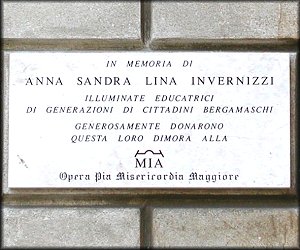 IN MEMORIA DI
ANNA SANDRA LINA INVERNIZZI
ILLUMINATE EDUCATRICI
DI GENERAZIONI DI CITTADINI BERGAMASCHI
GENEROSAMENTE DONARONO
QUESTA LORO DIMORA ALLA
MIA
Opera Pia Misericordia Maggiore